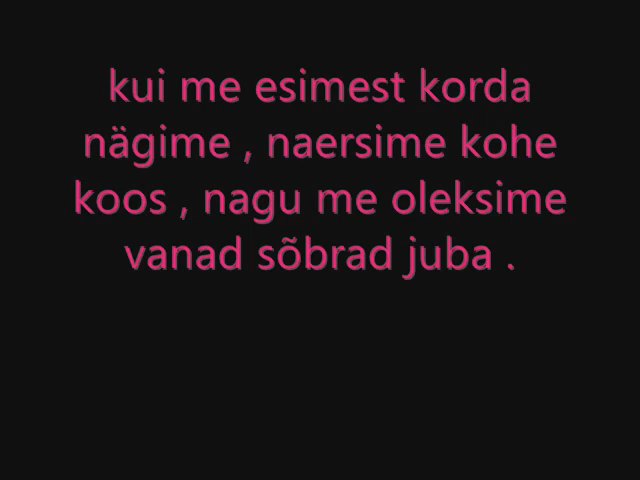 kui me esimest korda
nägime , naersime kohe
koos , nagu me oleksime
vanad sõbrad juba .